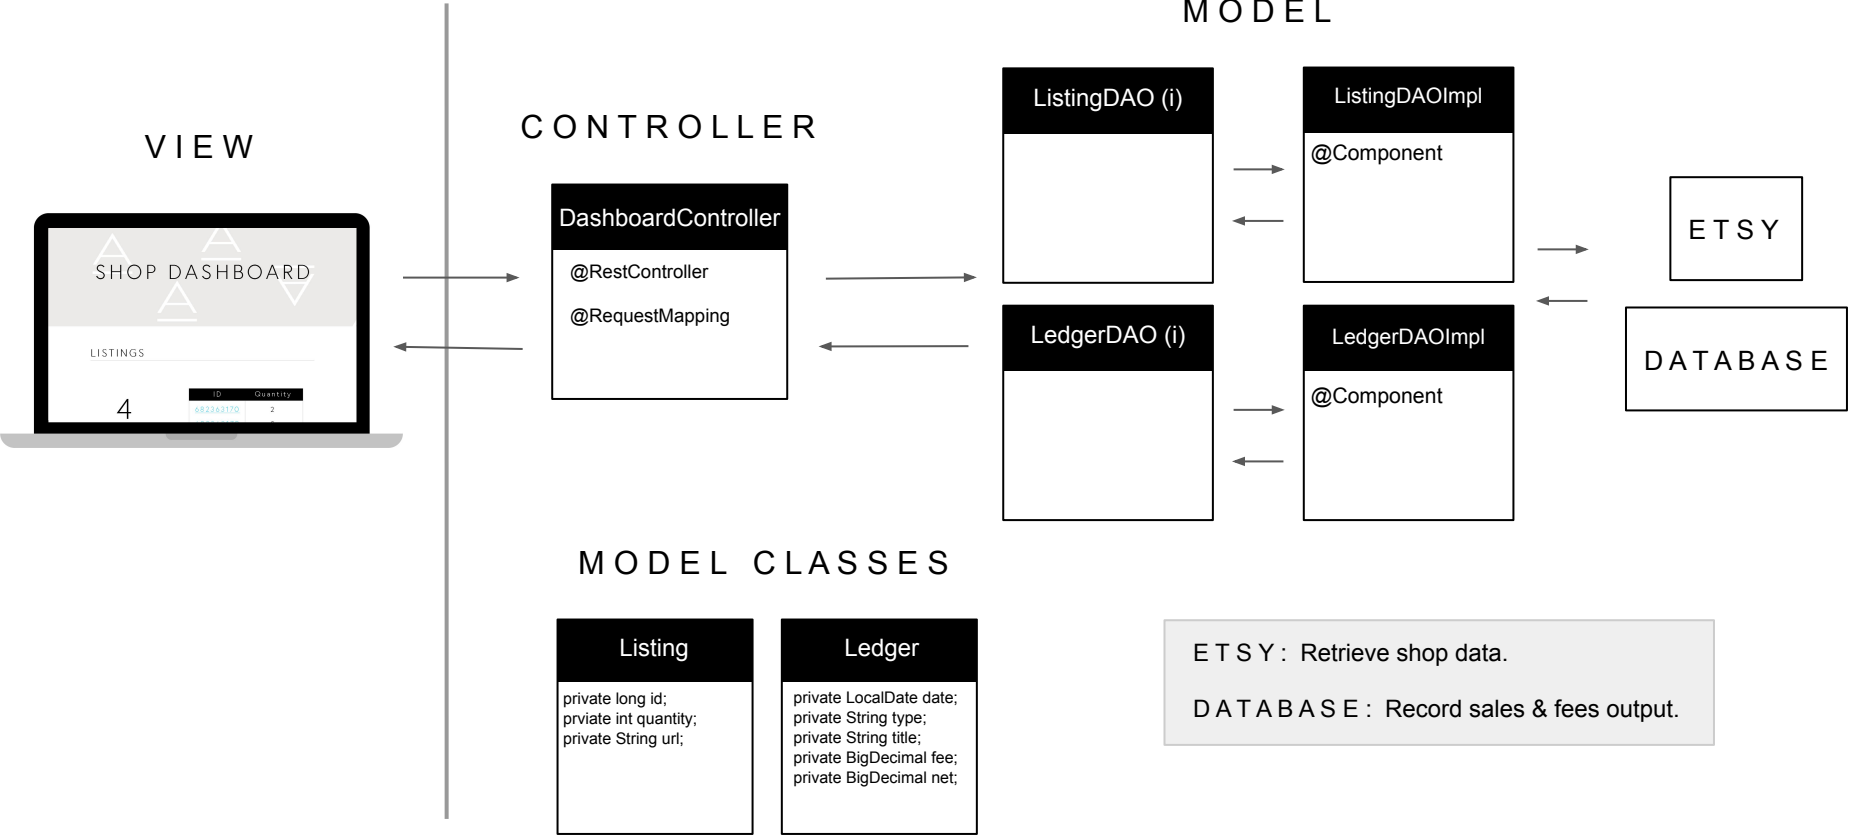 MODEL
VIEW
CONTROLLER
SHOP DASHBOARD
LISTINGS
4
ID Quantity
682363170 2
DashboardController
@RestController
@RequestMapping
ListingDAO (i)
ListingDAOImpl
@Component
LedgerDAO (i)
LedgerDAOImpl
@Component
ETSY
DATABASE
MODEL CLASSES
Listing
private long id;
prviate int quantity;
private String url;
Ledger
private LocalDate date;
private String type;
private String title;
private BigDecimal fee;
private BigDecimal net;
ETSY: Retrieve shop data.
DATABASE: Record sales & fees output.